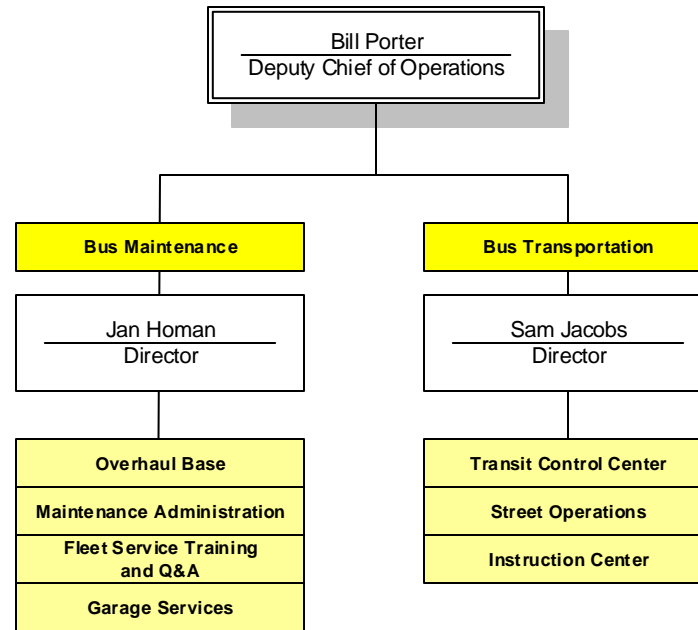 Bill Porter
Deputy Chief of Operations
Bus Maintenance
Jan Homan
Director
Overhaul Base
Maintenance Administration
Fleet Service Training
and Q&A
Garage Services
Bus Transportation
Sam Jacobs
Director
Transit Control Center
Street Operations
Instruction Center